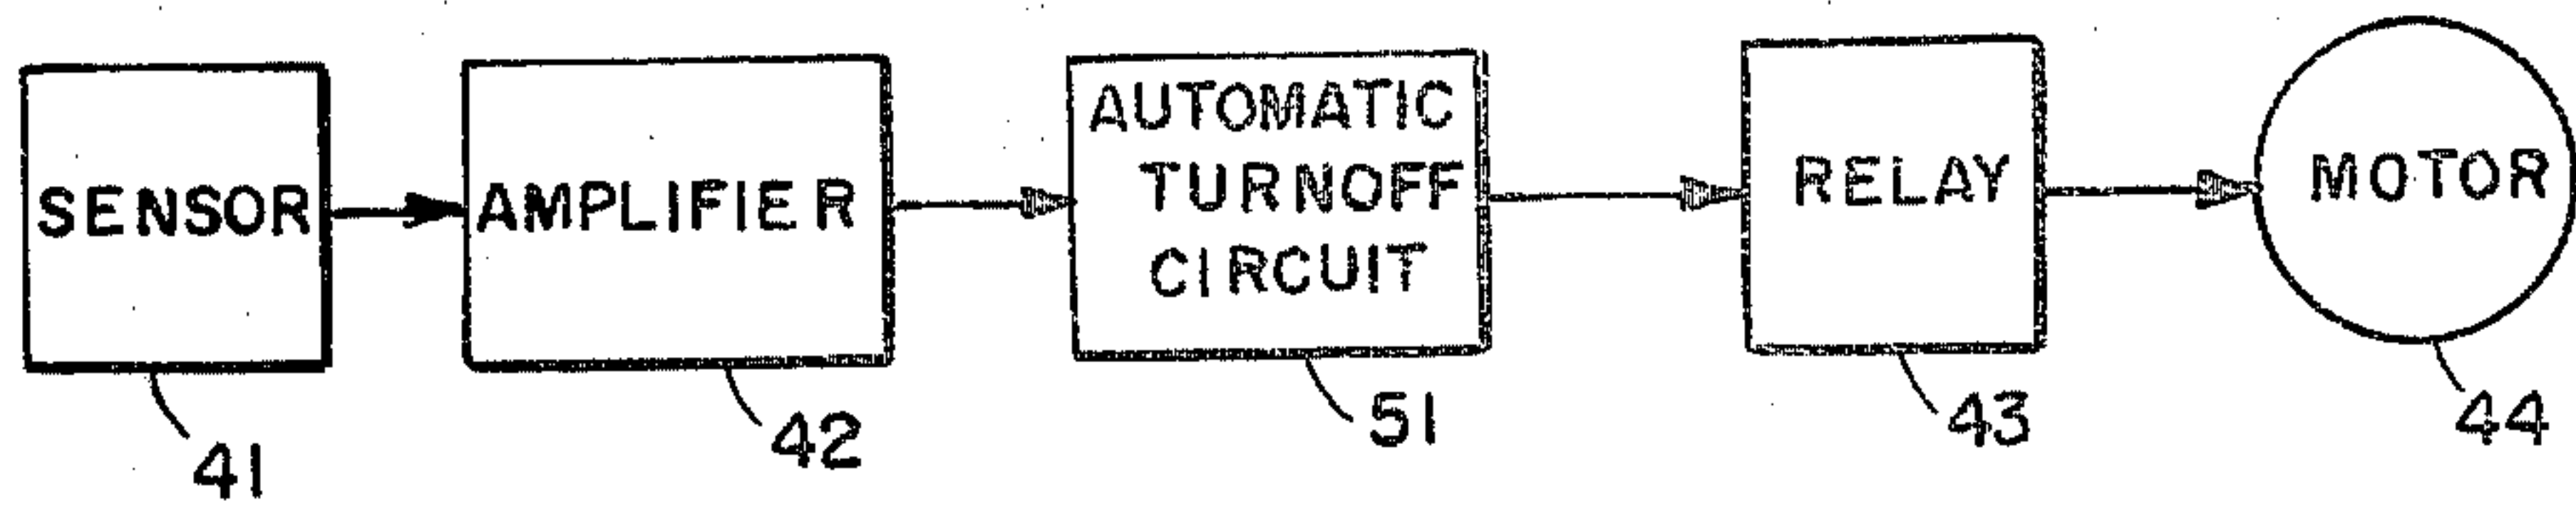 SENSOR
AMPLIFIER
AUTOMATIC
TURNOFF
CIRCUIT
RELAY
MOTOR
41
42
51
43
44